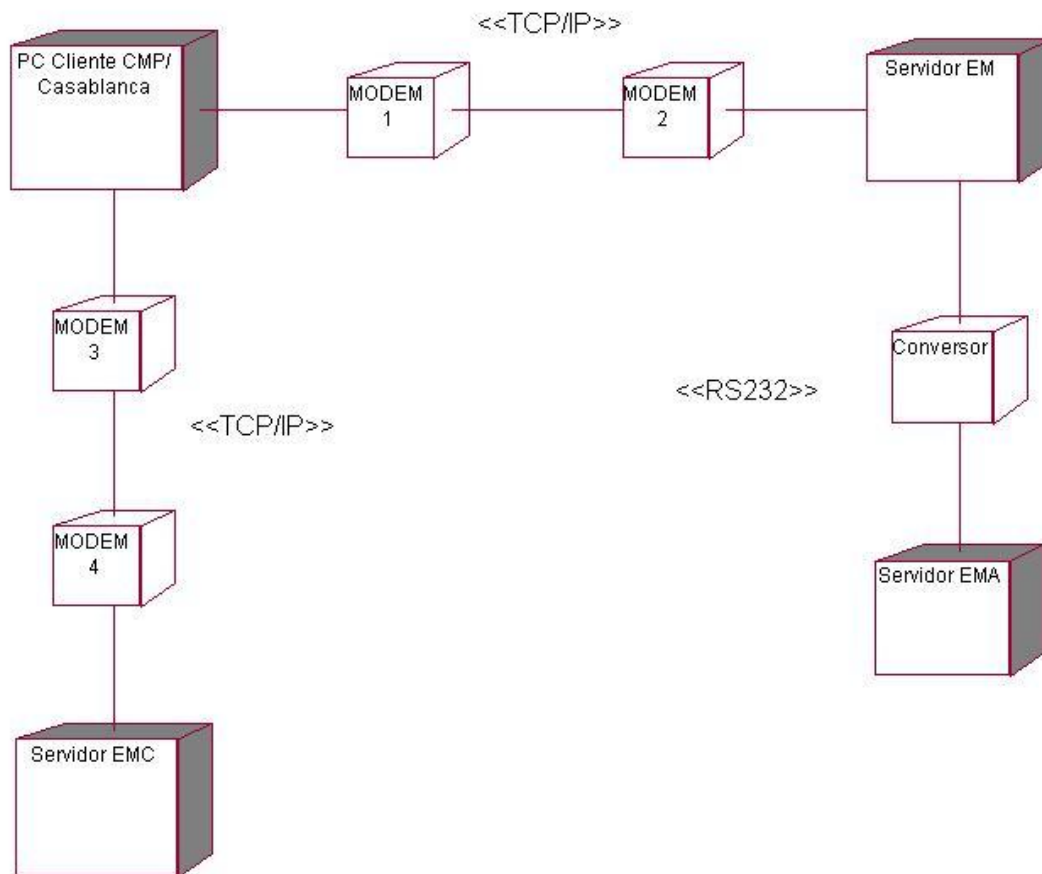 <<TCP/IP>>
PC Cliente CMP/
Casablanca
MODEM
1
MODEM
2
Servidor EM
MODEM
3
Conversor
<<RS232>>
<<TCP/IP>>
MODEM
4
Servidor EMA
Servidor EMC